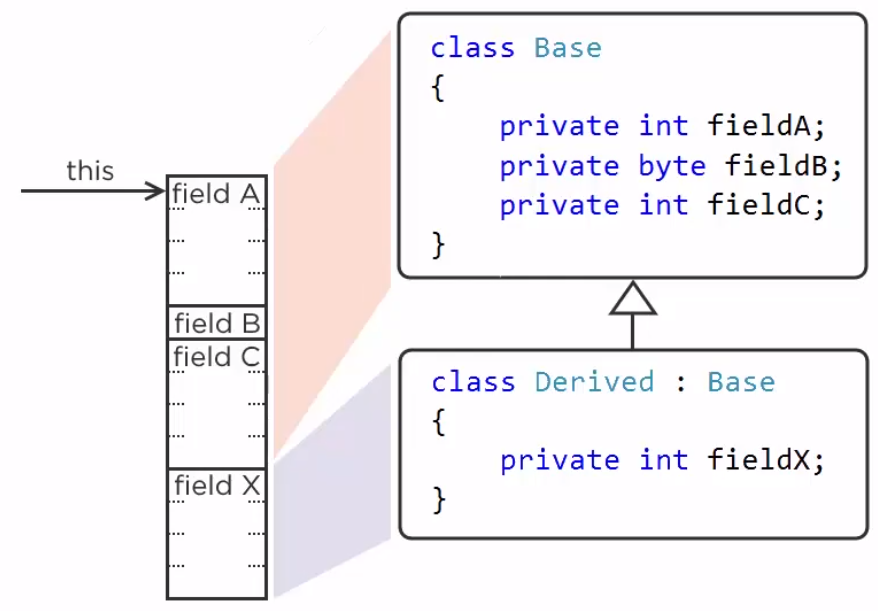 this
field A
field B
field C
field X
class Base
{
    private int fieldA;
    private byte fieldB;
    private int fieldC;
}
class Derived : Base
{
    private int fieldX;
}